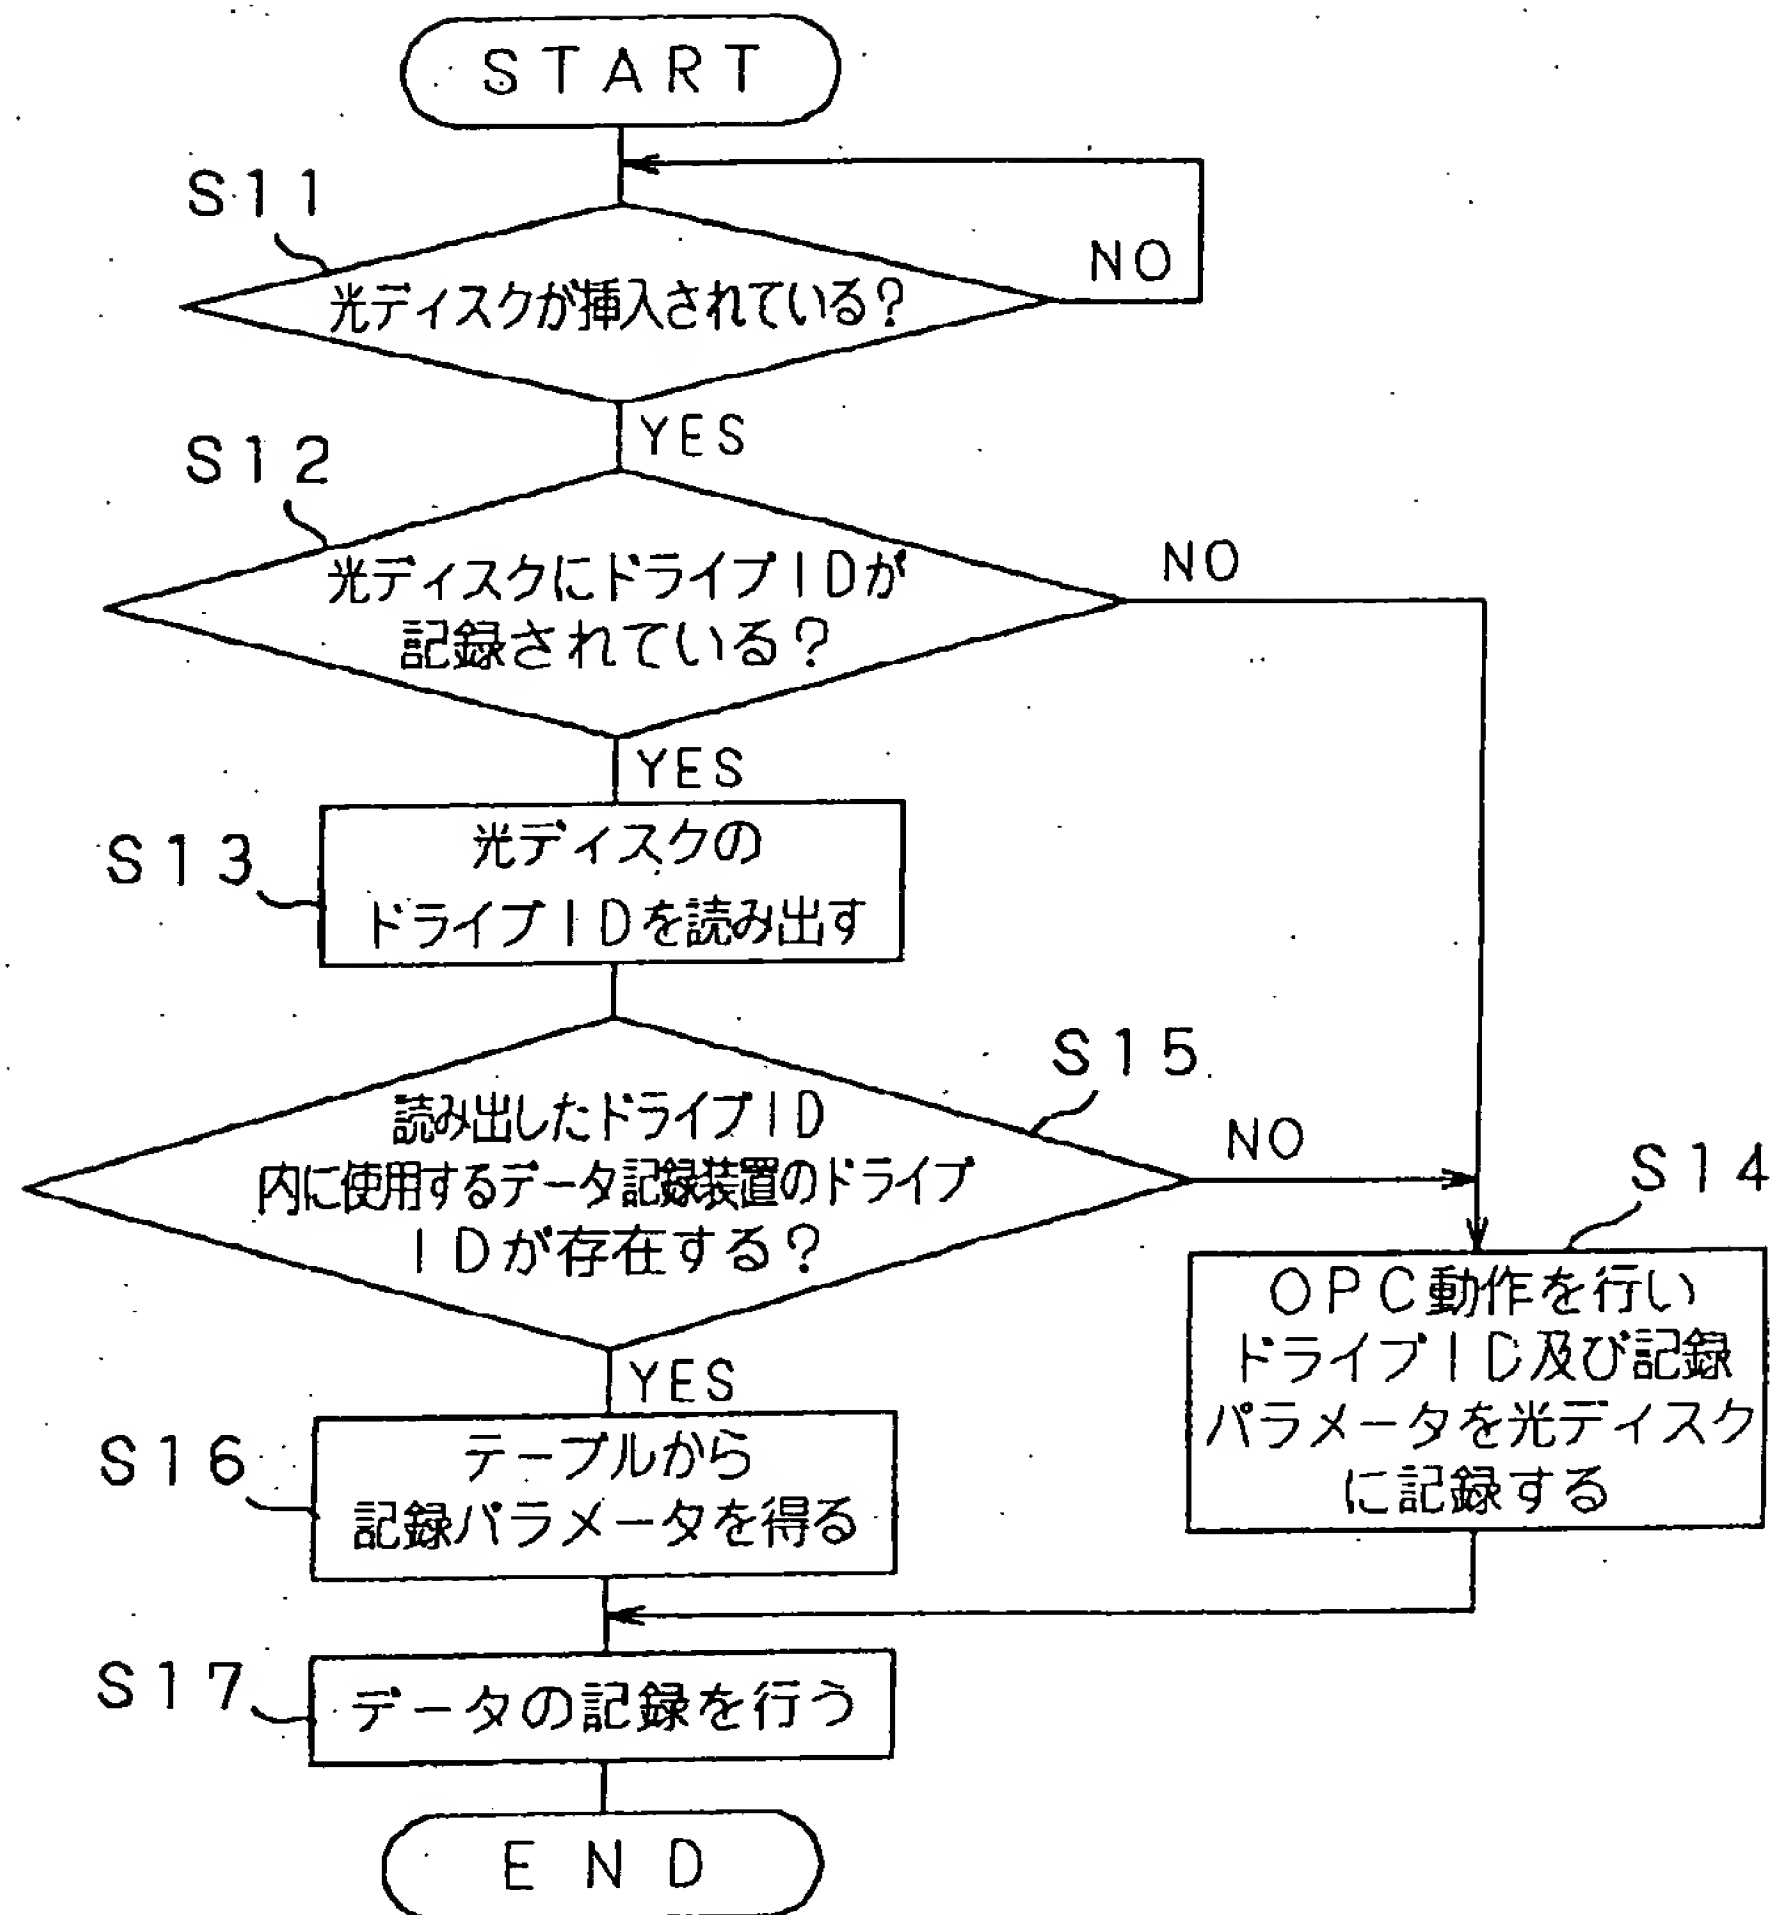 START
S11
NO
光ディスクが挿入されている?
YES
S12
NO
光ディスクにドライブIDが
記録されている?
YES
S13
光ディスクの
ドライブIDを読み出す
S15
読み出したドライブID
内に使用するデータ記録装置のドライブ
IDが存在する?
NO
S14
OPC動作を行い
ドライブID及び記録
パラメータを光ディスク
に記録する
YES
S16
テーブルから
記録パラメータを得る
S17
データの記録を行う
END